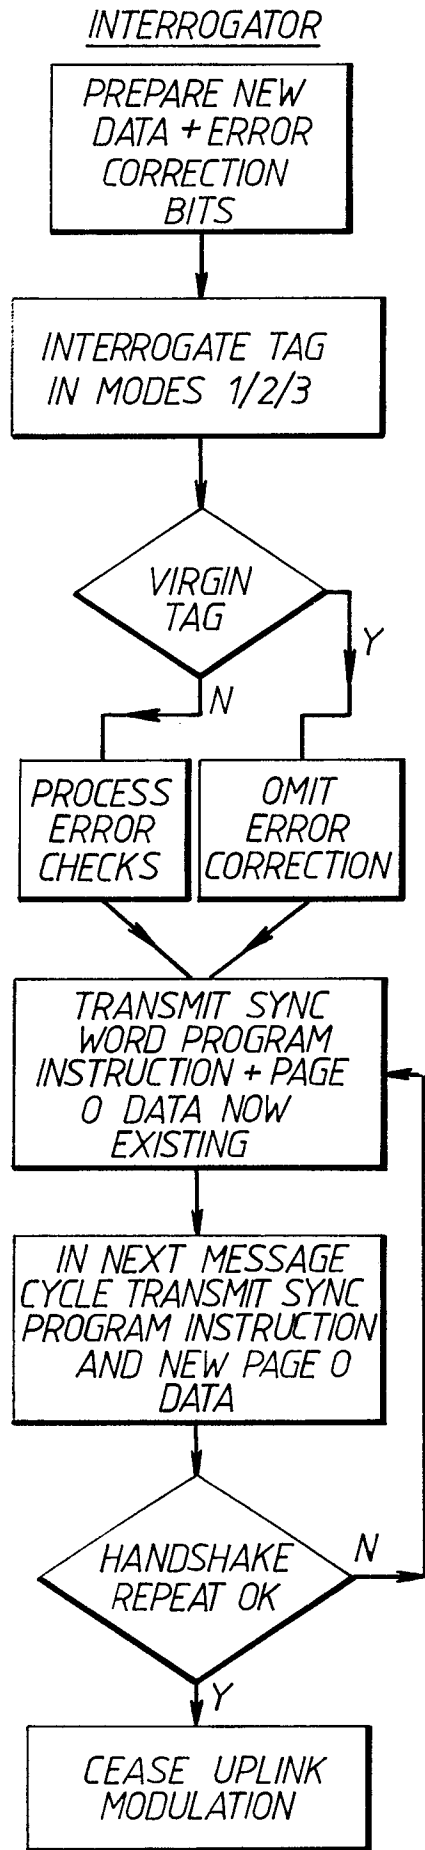 INTERROGATOR
PREPARE NEW
DATA + ERROR
CORRECTION
BITS
INTERROGATE TAG
IN MODES 1/2/3
VIRGIN
TAG
Y
N
PROCESS
ERROR
CHECKS
OMIT
ERROR
CORRECTION
TRANSMIT SYNC
WORD PROGRAM
INSTRUCTION + PAGE
0 DATA NOW
EXISTING
IN NEXT MESSAGE
CYCLE TRANSMIT SYNC
PROGRAM INSTRUCTION
AND NEW PAGE 0
DATA
HANDSHAKE
REPEAT OK
N
Y
CEASE UPLINK
MODULATION